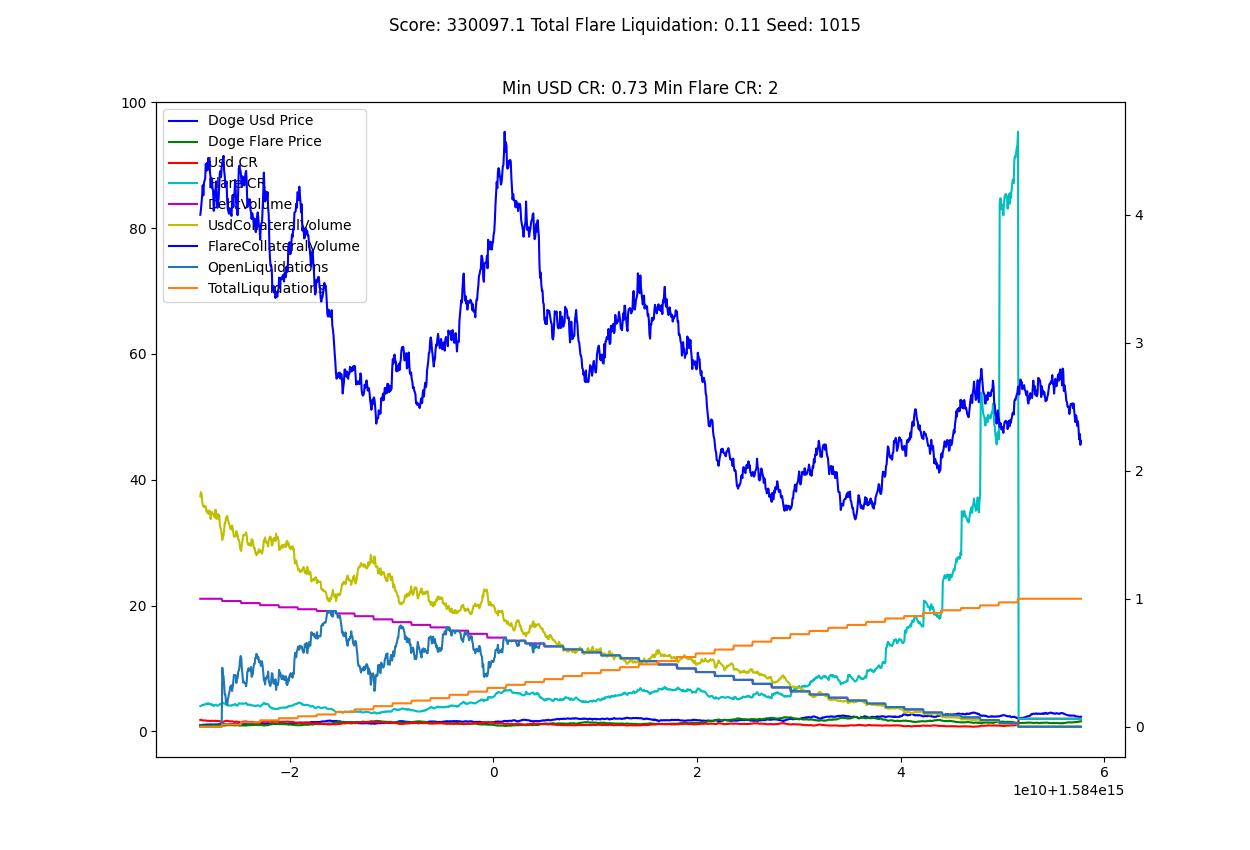 Score: 330097.1 Total Flare Liquidation: 0.11 Seed: 1015
Min USD CR: 0.73 Min Flare CR: 2
100
80
60
40
20
0
Doge Usd Price
Doge Flare Price
Usd CR
Flare CR
DebtVolume
UsdCollateralVolume
FlareCollateralVolume
OpenLiquidations
TotalLiquidations
4
3
2
1
0
−2
0
2
4
6
1e10+1.584e15